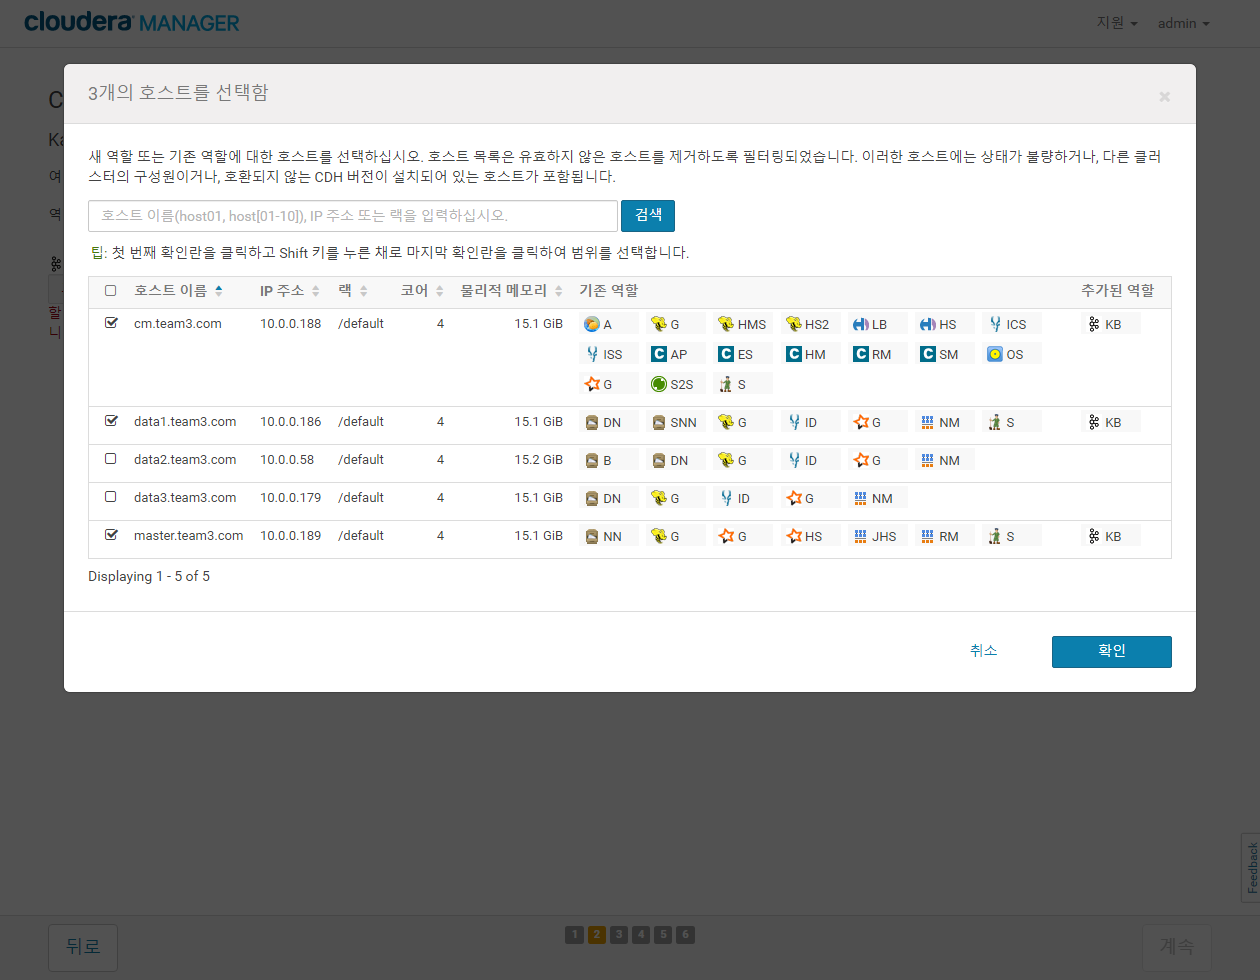 cloudera MANAGER
지원
admin
3개의 호스트를 선택함
새 역할 또는 기존 역할에 대한 호스트를 선택하십시오. 호스트 목록은 유효하지 않은 호스트를 제거하도록 필터링되었습니다. 이러한 호스트에는 상태가 불량하거나, 다른 클러
스터의 구성원이거나, 호환되지 않는 CDH 버전이 설치되어 있는 호스트가 포함됩니다.
호스트 이름(host01, host[01-10]), IP 주소 또는 랙을 입력하십시오.
검색
팁: 첫 번째 확인란을 클릭하고 Shift 키를 누른 채로 마지막 확인란을 클릭하여 범위를 선택합니다.
호스트 이름 IP 주소 랙 코어 물리적 메모리 기존 역할 추가된 역할
cm.team3.com 10.0.0.188 /default 4 15.1 GiB A G HMS HS2 LB HS ICS KB
ISS AP ES HM RM SM OS
G S2S S
data1.team3.com 10.0.0.186 /default 4 15.1 GiB DN SNN G ID G NM S KB
data2.team3.com 10.0.0.58 /default 4 15.2 GiB B DN G ID G NM
data3.team3.com 10.0.0.179 /default 4 15.1 GiB DN G ID G NM
master.team3.com 10.0.0.189 /default 4 15.1 GiB NN G G HS JHS RM S KB
Displaying 1 - 5 of 5
취소
확인
Feedback
뒤로
1 2 3 4 5 6
계속